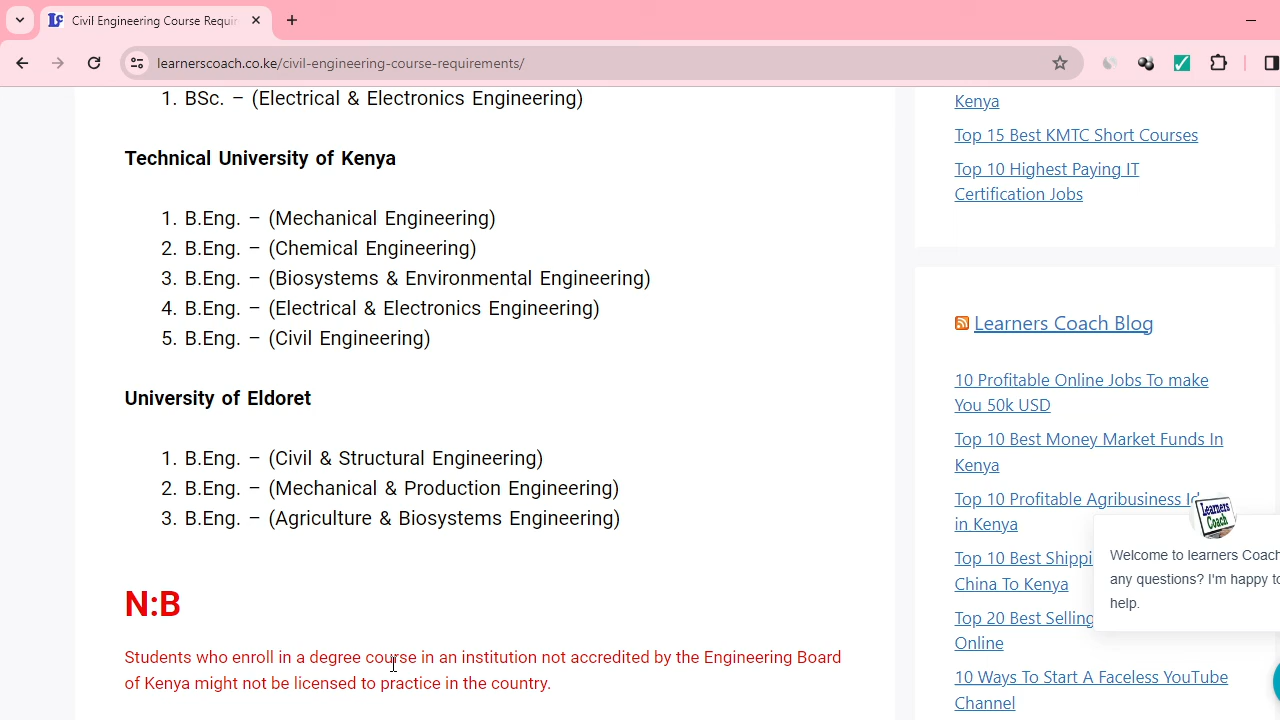 Civil Engineering Course Requir
learnerscoach.co.ke/civil-engineering-course-requirements/
1. BSc. – (Electrical & Electronics Engineering)
Technical University of Kenya
1. B.Eng. – (Mechanical Engineering)
2. B.Eng. – (Chemical Engineering)
3. B.Eng. – (Biosystems & Environmental Engineering)
4. B.Eng. – (Electrical & Electronics Engineering)
5. B.Eng. – (Civil Engineering)
University of Eldoret
1. B.Eng. – (Civil & Structural Engineering)
2. B.Eng. – (Mechanical & Production Engineering)
3. B.Eng. – (Agriculture & Biosystems Engineering)
N:B
Students who enroll in a degree course in an institution not accredited by the Engineering Board
of Kenya might not be licensed to practice in the country.
Kenya
Top 15 Best KMTC Short Courses
Top 10 Highest Paying IT
Certification Jobs
Learners Coach Blog
10 Profitable Online Jobs To make
You 50k USD
Top 10 Best Money Market Funds In
Kenya
Top 10 Profitable Agribusiness Id
in Kenya
Top 10 Best Shippi
China To Kenya
Top 20 Best Selling
Online
10 Ways To Start A Faceless YouTube
Channel
Learners
Coach
Welcome to learners Coach
any questions? I'm happy to
help.